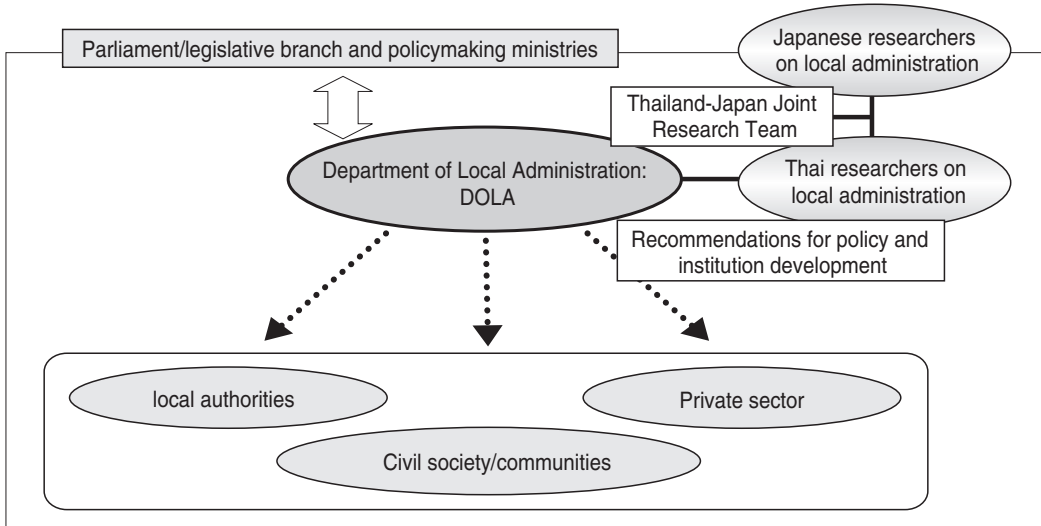 Parliament/legislative branch and policymaking ministries
Japanese researchers
on local administration
Thailand-Japan Joint
Research Team
Department of Local Administration:
DOLA
Thai researchers on
local administration
Recommendations for policy and
institution development
local authorities
Private sector
Civil society/communities